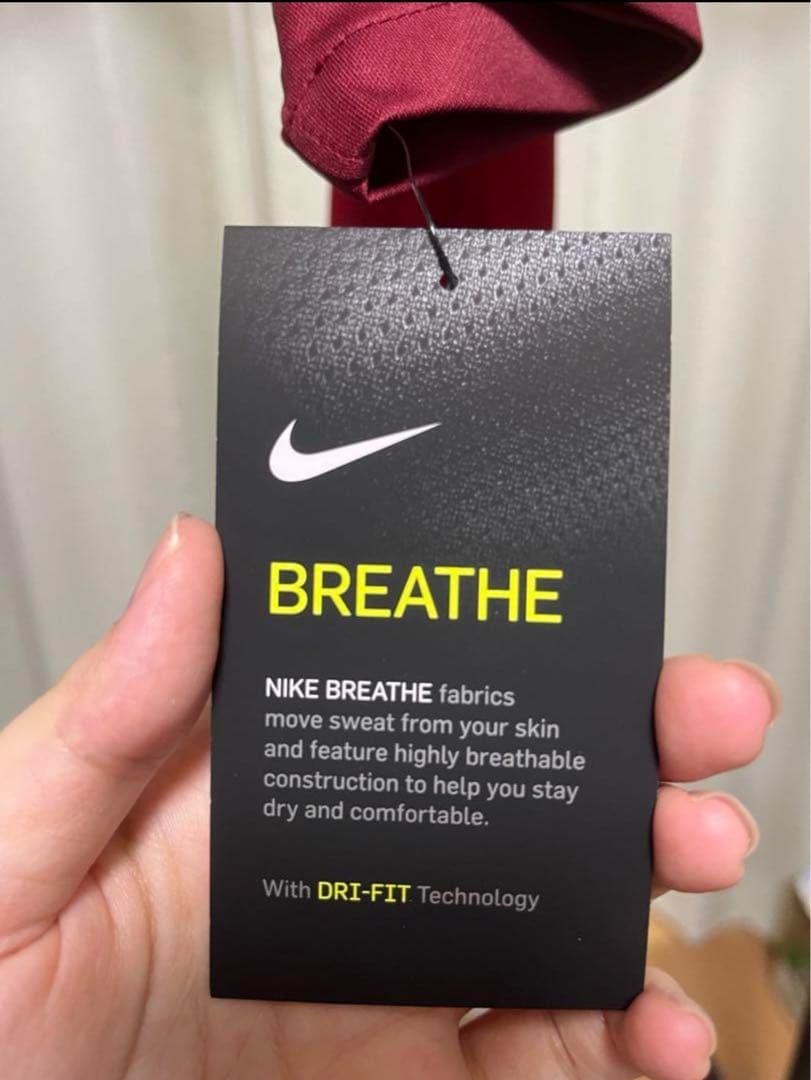 BREATHE
NIKE BREATHE fabrics
move sweat from your skin
and feature highly breathable
construction to help you stay
dry and comfortable.
With DRI-FIT Technology